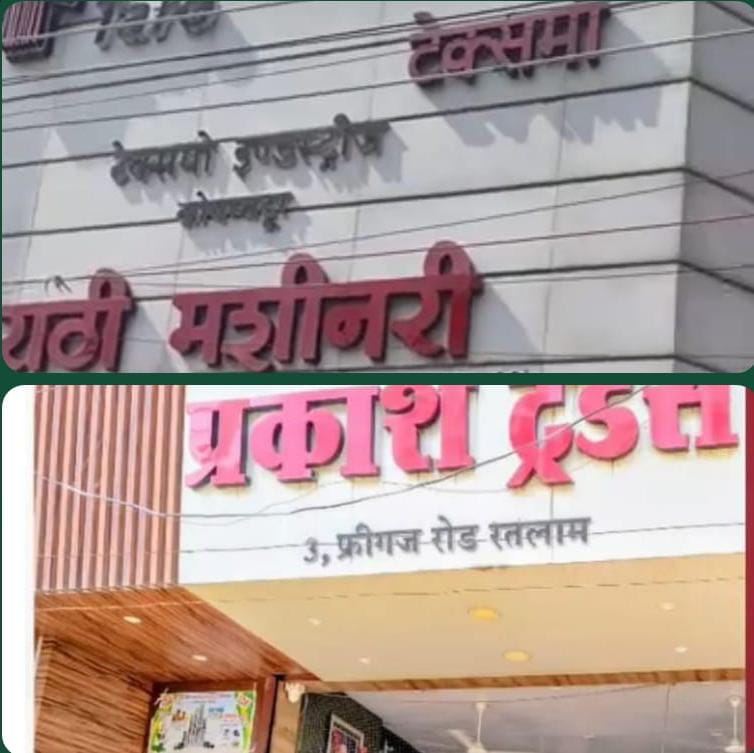 टेक्समो
टेक्समो इण्डस्ट्रीज
कोयम्बटूर
राठी मशीनरी
प्रकाश ट्रेडर्स
3, फ्रीगंज रोड रतलाम